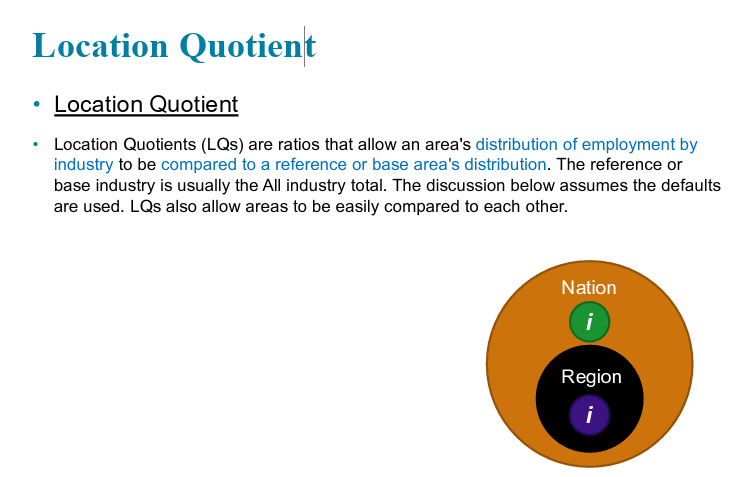 Location Quotient
• Location Quotient
• Location Quotients (LQs) are ratios that allow an area's distribution of employment by
industry to be compared to a reference or base area's distribution. The reference or
base industry is usually the All industry total. The discussion below assumes the defaults
are used. LQs also allow areas to be easily compared to each other.
Nation
i
Region
i